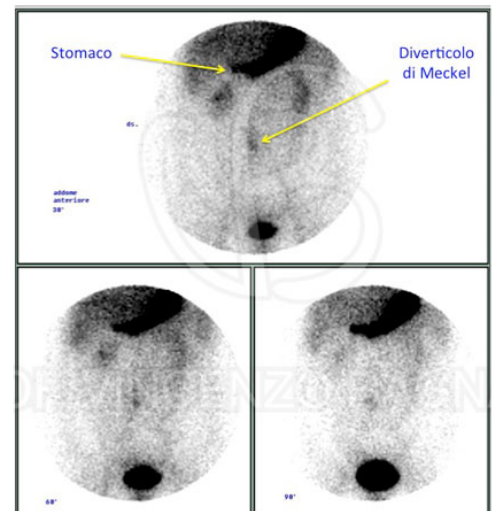 Stomaco
Diverticolo
di Meckel
ds.
addome
anteriore
30'
60'
90'